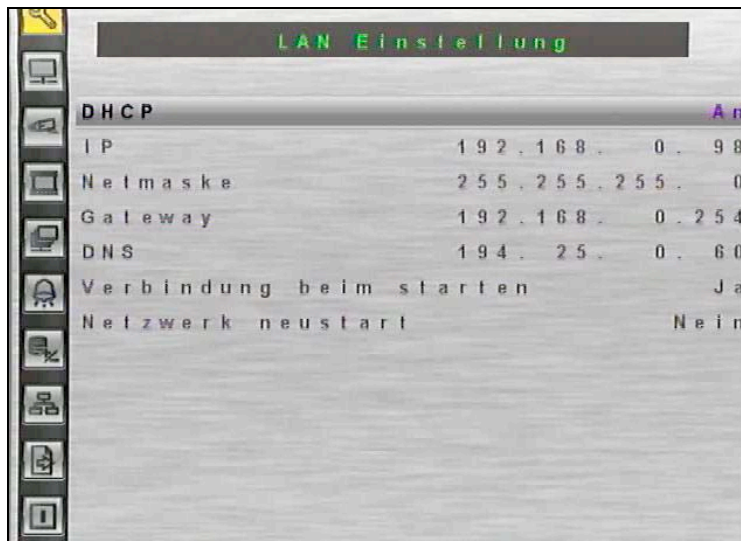 LAN Einstellung
DHCP An
IP 192.168. 0. 98
Netmaske 255.255.255. 0
Gateway 192.168. 0.254
DNS 194. 25. 0. 60
Verbindung beim starten Ja
Netzwerk neustart Nein